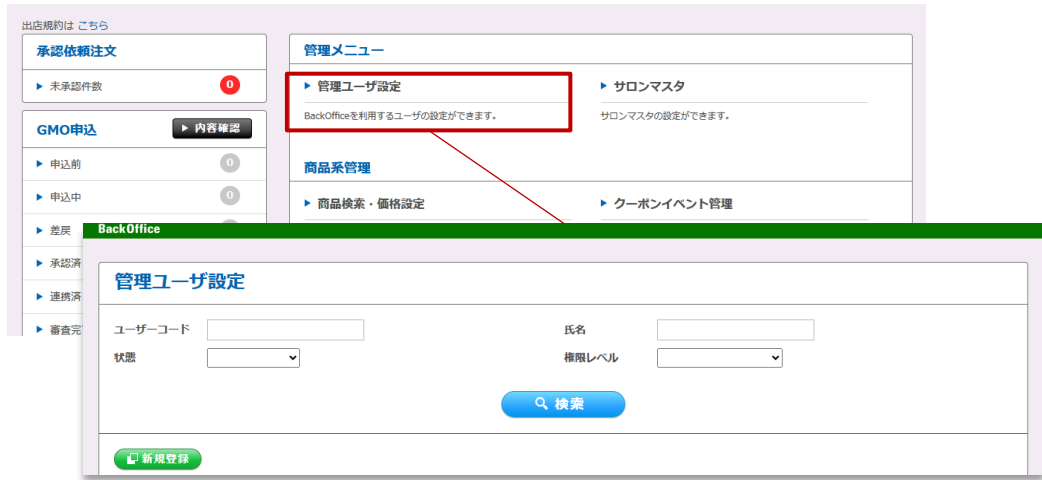 出店規約は こちら
承認依頼注文
未承認件数 0
GMO申込 内容確認
申込前 0
申込中 0
差戻
承認済
連携済
審査完
管理メニュー
管理ユーザ設定
BackOfficeを利用するユーザの設定ができます。
サロンマスタ
サロンマスタの設定ができます。
商品系管理
商品検索・価格設定
クーポンイベント管理
BackOffice
管理ユーザ設定
ユーザーコード
氏名
状態
権限レベル
検索
新規登録